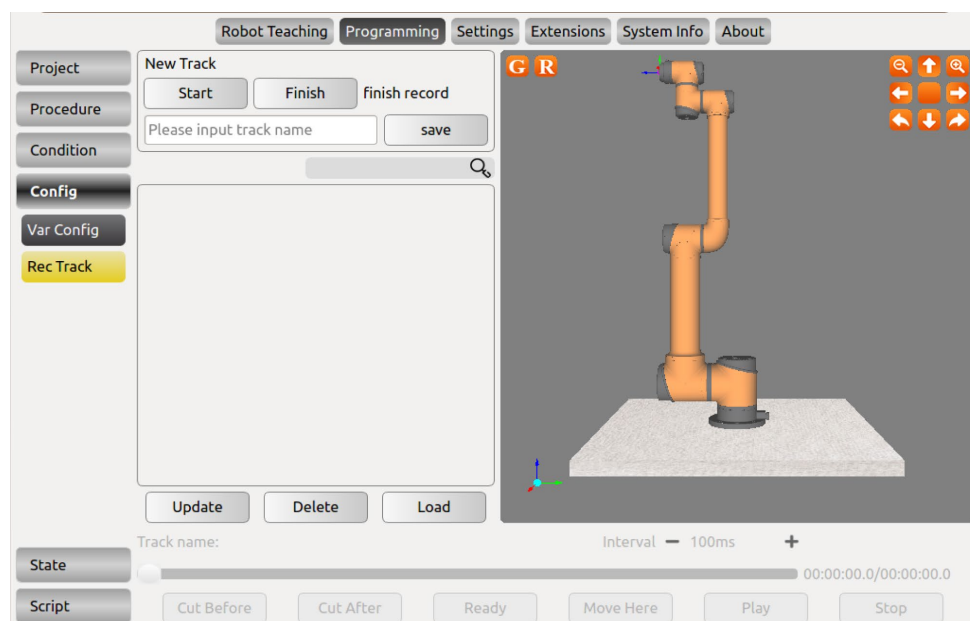 Robot Teaching Programming Settings Extensions System Info About
Project
Procedure
Condition
Config
Var Config
Rec Track
State
Script
New Track
Start Finish finish record
Please input track name save
Update Delete Load
G R
Track name: Interval 100ms
00:00:00.0/00:00:00.0
Cut Before Cut After Ready Move Here Play Stop